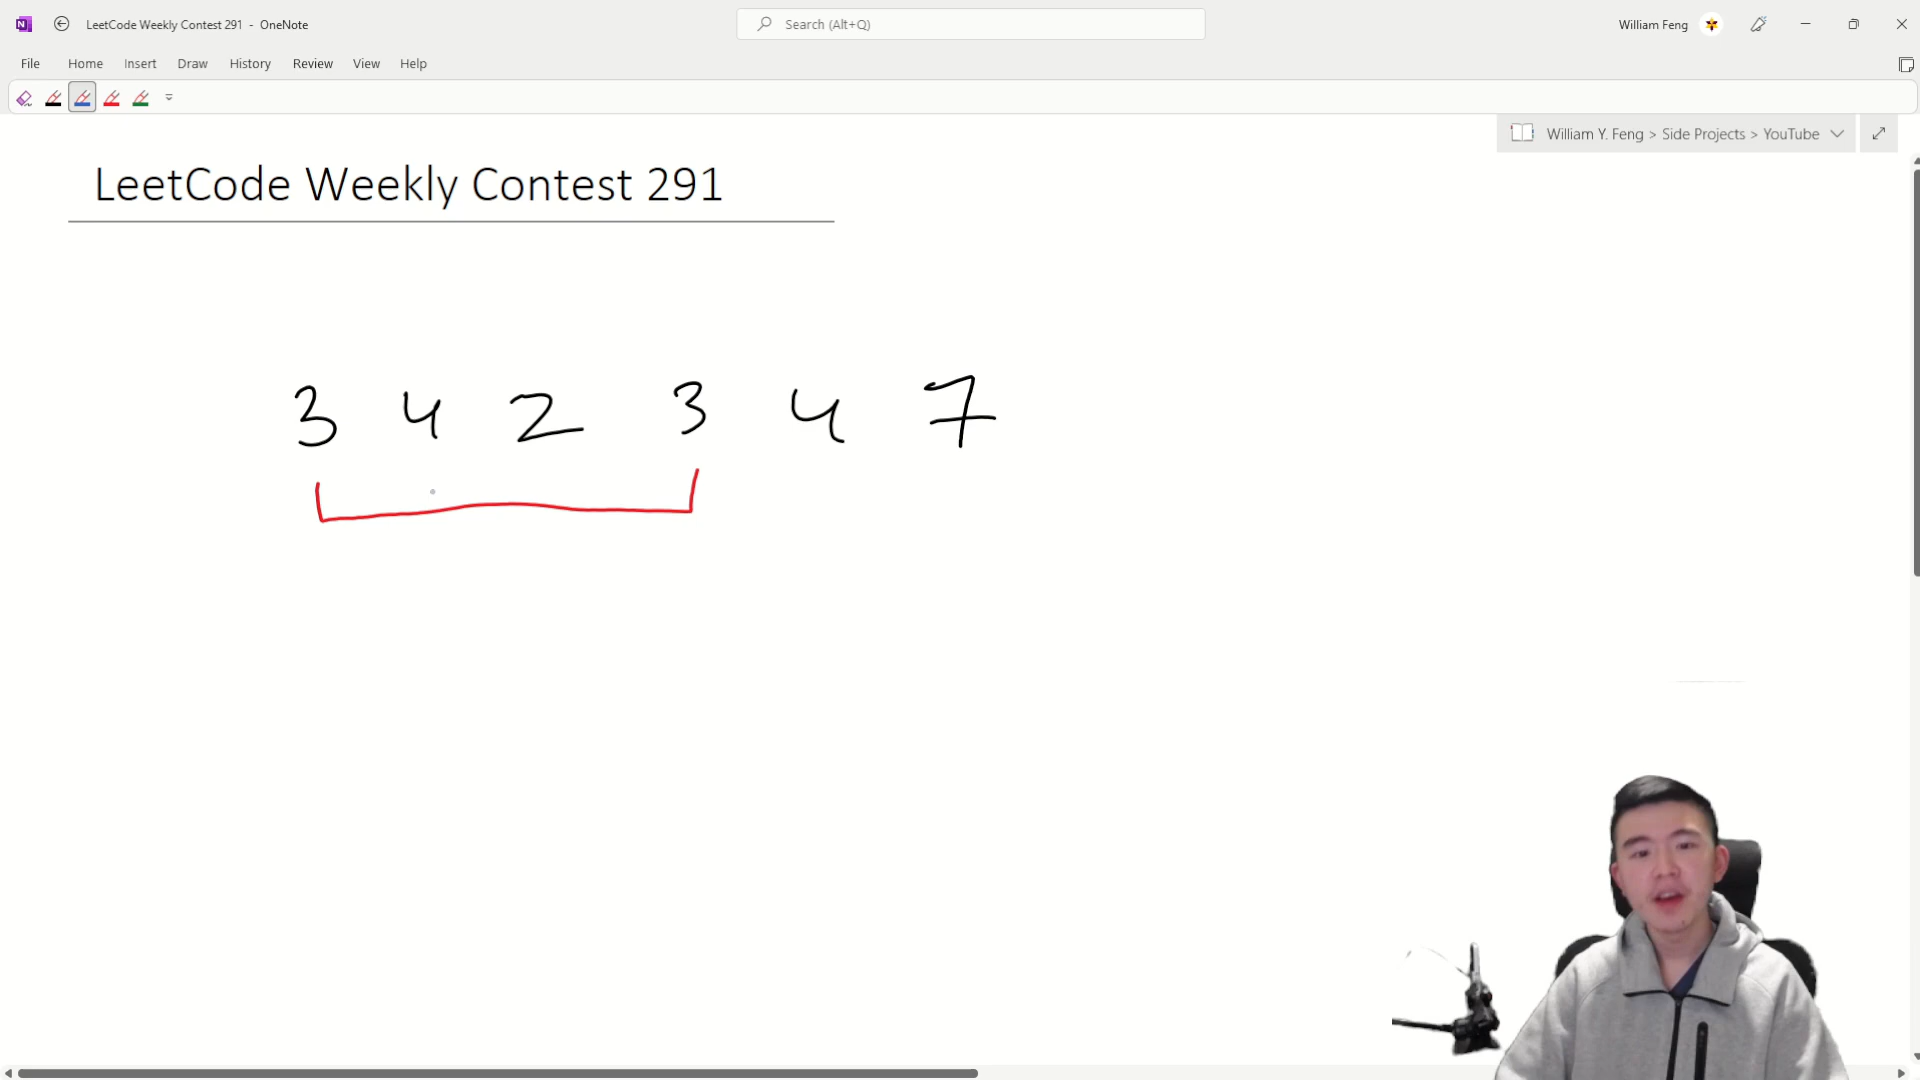 LeetCode Weekly Contest 291 - OneNote
Search (Alt+Q)
William Feng
File Home Insert Draw History Review View Help
William Y. Feng > Side Projects > YouTube
LeetCode Weekly Contest 291
3 4 2 3 4 7